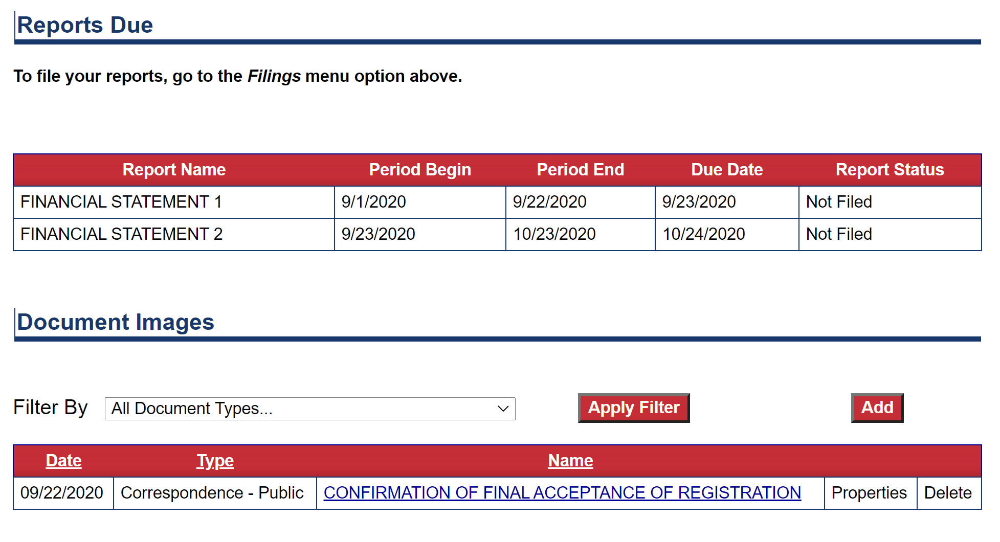 Reports Due
To file your reports, go to the Filings menu option above.
Report Name Period Begin Period End Due Date Report Status
FINANCIAL STATEMENT 1 9/1/2020 9/22/2020 9/23/2020 Not Filed
FINANCIAL STATEMENT 2 9/23/2020 10/23/2020 10/24/2020 Not Filed
Document Images
Filter By All Document Types... Apply Filter Add
Date Type Name
09/22/2020 Correspondence - Public CONFIRMATION OF FINAL ACCEPTANCE OF REGISTRATION Properties Delete